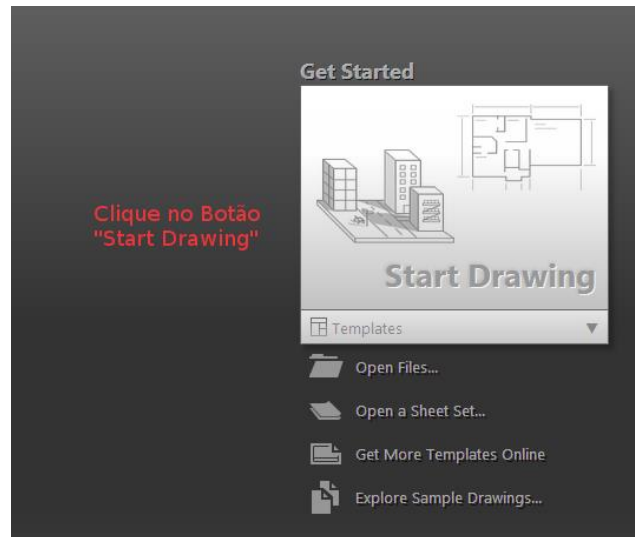 Get Started
Clique no Botão
"Start Drawing"
Start Drawing
Templates
Open Files...
Open a Sheet Set...
Get More Templates Online
Explore Sample Drawings...